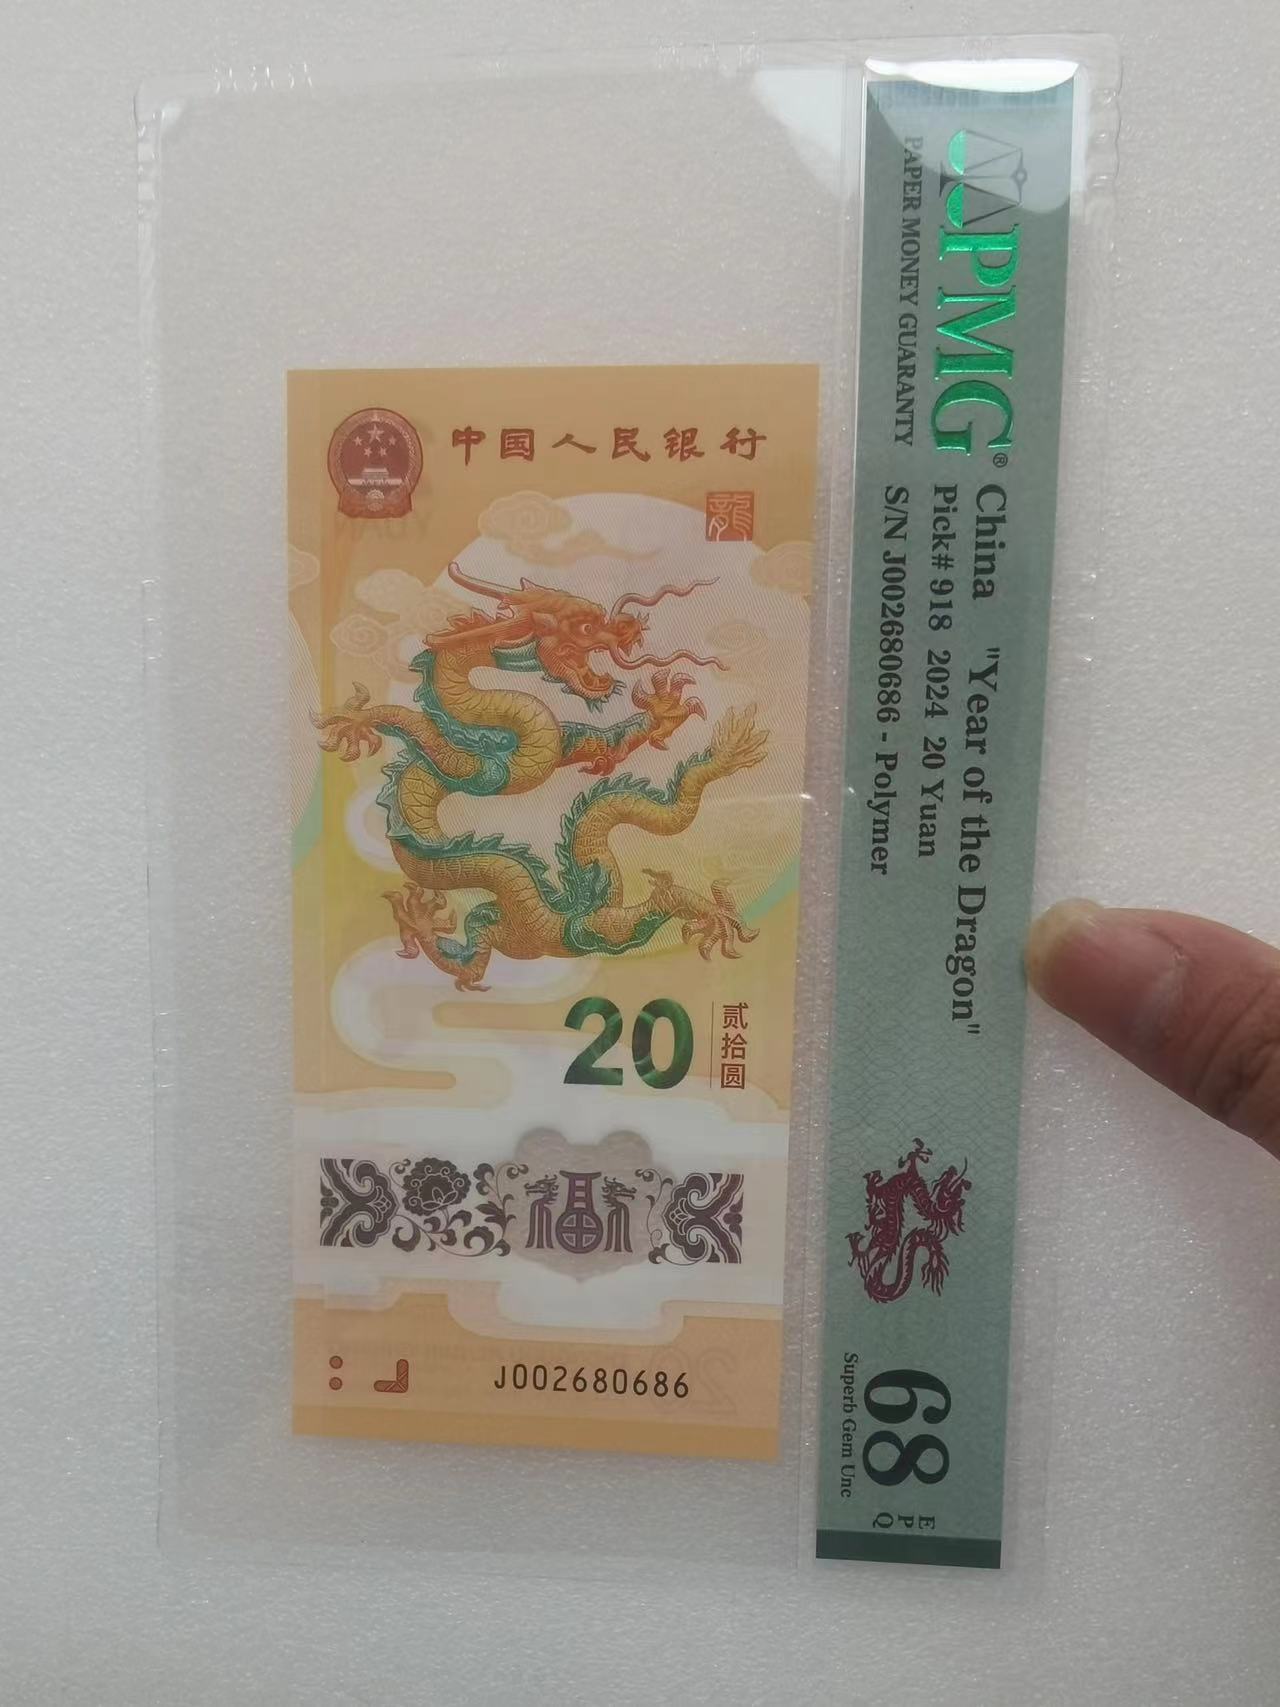 中国人民银行
龍
20
贰拾圆
福
J002680686
PMG®
PAPER MONEY GUARANTY
China "Year of the Dragon"
Pick# 918 2024 20 Yuan
S/N J002680686 - Polymer
68
EPQ
Superb Gem Unc